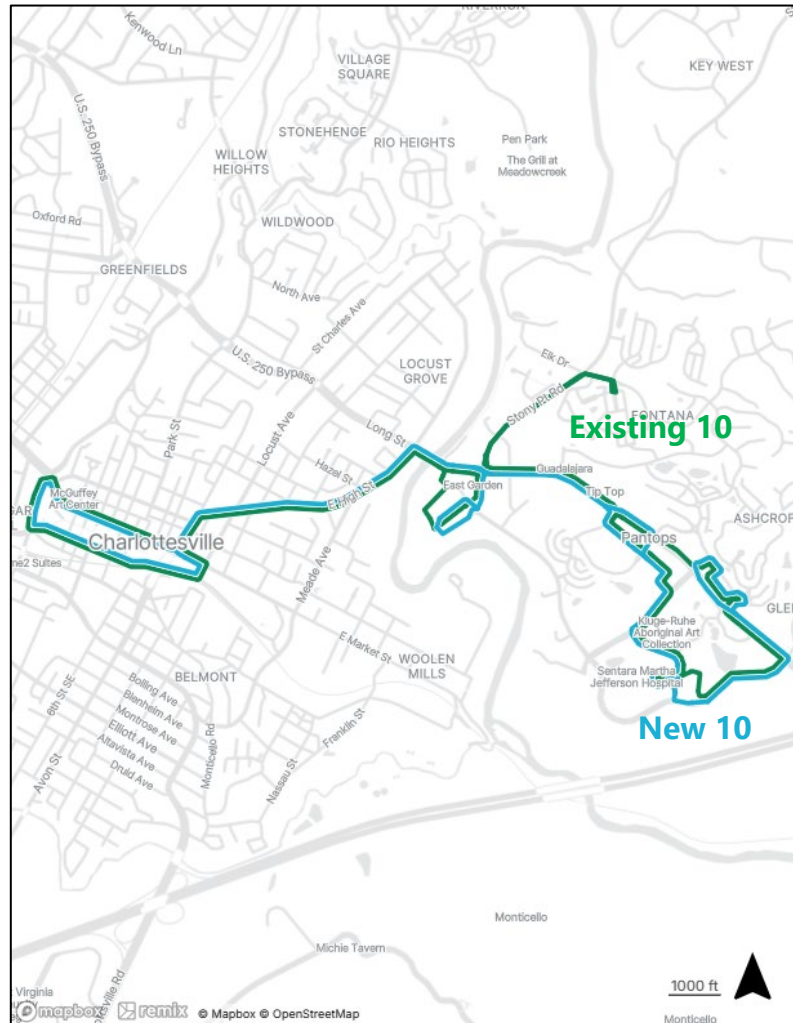 RIVERRUN
Kenwood Ln
VILLAGE
SQUARE
KEY WEST
U.S. 250 Bypass
STONEHENGE
RIO HEIGHTS
Pen Park
WILLOW
HEIGHTS
The Grill at
Meadowcreek
Oxford Rd
WILDWOOD
GREENFIELDS
North Ave
St Charles Ave
U.S. 250 Bypass
LOCUST
GROVE
Elk Dr
Stony Pt Rd
Park St
Locust Ave
Long St
FONTANA
Existing 10
Hazel St
Guadalajara
McGuffey
Art Center
East Garden
Tip Top
E High St
GAR
ASHCROF
Charlottesville
Pantops
ne2 Suites
Meade Ave
GLE
Kluge-Ruhe
Aboriginal Art
Collection
E Market St
WOOLEN
MILLS
Sentara Martha
Jefferson Hospital
BELMONT
6th St SE
Bolling Ave
Blenheim Ave
Montrose Ave
Elliott Ave
Altavista Ave
Druid Ave
Monticello Rd
Franklin St
Nassau St
New 10
Avon St
Monticello
Michie Tavern
1000 ft
Virginia
ottsville Rd
mapbox remix © Mapbox © OpenStreetMap
Monticello